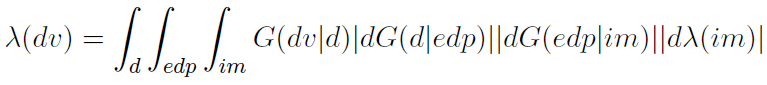 λ(dv) = ∫_d ∫_edp ∫_im G(dv|d)|dG(d|edp)||dG(edp|im)||dλ(im)|